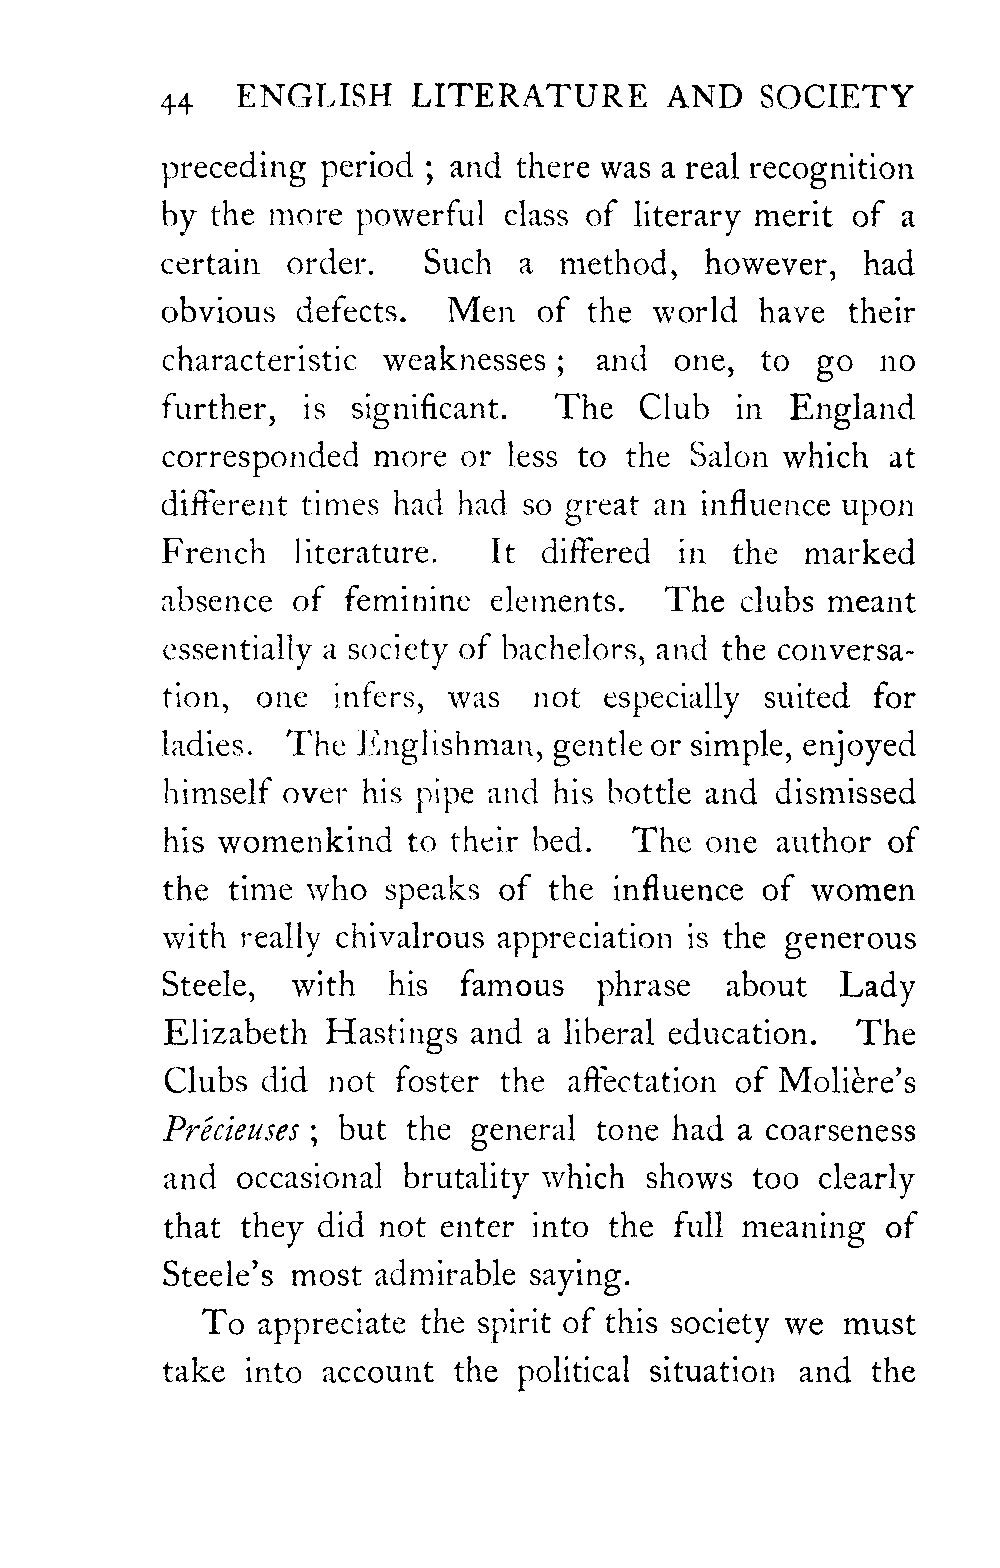 44 ENGLISH LITERATURE AND SOCIETY
preceding period ; and there was a real recognition
by the more powerful class of literary merit of a
certain order. Such a method, however, had
obvious defects. Men of the world have their
characteristic weaknesses ; and one, to go no
further, is significant. The Club in England
corresponded more or less to the Salon which at
different times had had so great an influence upon
French literature. It differed in the marked
absence of feminine elements. The clubs meant
essentially a society of bachelors, and the conversa-
tion, one infers, was not especially suited for
ladies. The Englishman, gentle or simple, enjoyed
himself over his pipe and his bottle and dismissed
his womenkind to their bed. The one author of
the time who speaks of the influence of women
with really chivalrous appreciation is the generous
Steele, with his famous phrase about Lady
Elizabeth Hastings and a liberal education. The
Clubs did not foster the affectation of Molière's
Précieuses ; but the general tone had a coarseness
and occasional brutality which shows too clearly
that they did not enter into the full meaning of
Steele's most admirable saying.
To appreciate the spirit of this society we must
take into account the political situation and the